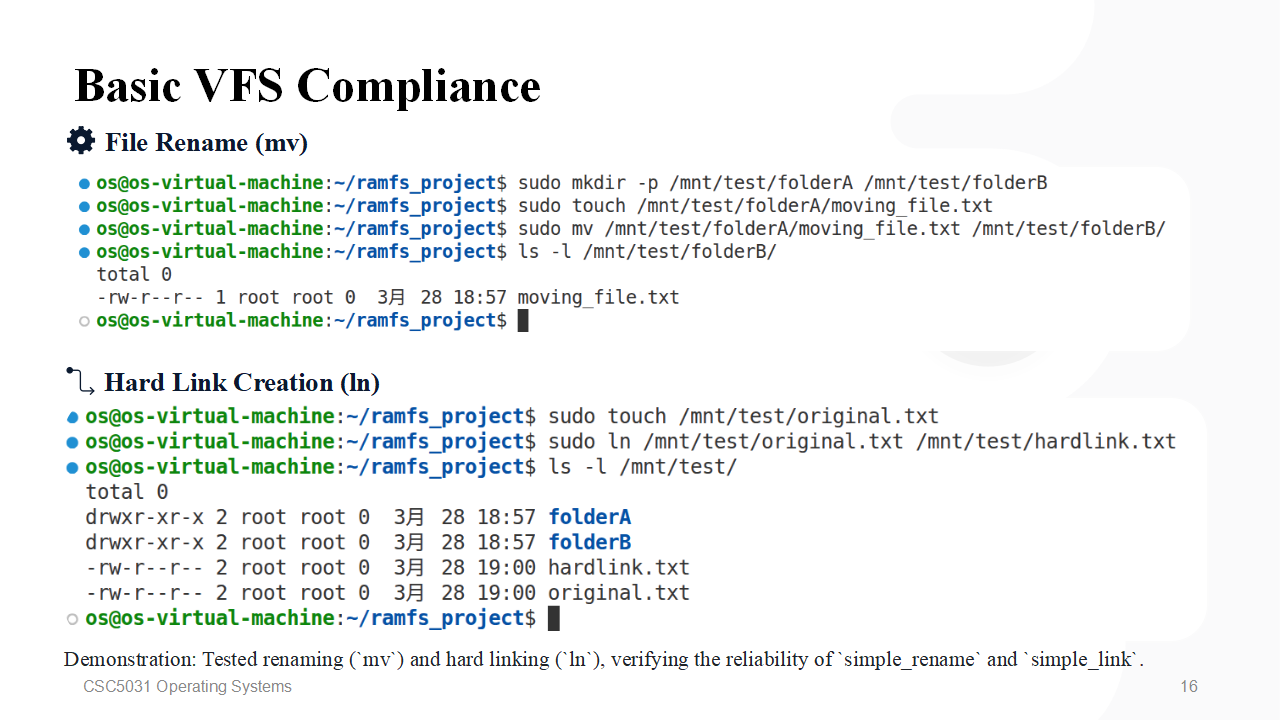 Basic VFS Compliance
File Rename (mv)
os@os-virtual-machine:~/ramfs_project$ sudo mkdir -p /mnt/test/folderA /mnt/test/folderB
os@os-virtual-machine:~/ramfs_project$ sudo touch /mnt/test/folderA/moving_file.txt
os@os-virtual-machine:~/ramfs_project$ sudo mv /mnt/test/folderA/moving_file.txt /mnt/test/folderB/
os@os-virtual-machine:~/ramfs_project$ ls -l /mnt/test/folderB/
total 0
-rw-r--r-- 1 root root 0  3月  28 18:57 moving_file.txt
os@os-virtual-machine:~/ramfs_project$
Hard Link Creation (ln)
os@os-virtual-machine:~/ramfs_project$ sudo touch /mnt/test/original.txt
os@os-virtual-machine:~/ramfs_project$ sudo ln /mnt/test/original.txt /mnt/test/hardlink.txt
os@os-virtual-machine:~/ramfs_project$ ls -l /mnt/test/
total 0
drwxr-xr-x 2 root root 0  3月  28 18:57 folderA
drwxr-xr-x 2 root root 0  3月  28 18:57 folderB
-rw-r--r-- 2 root root 0  3月  28 19:00 hardlink.txt
-rw-r--r-- 2 root root 0  3月  28 19:00 original.txt
os@os-virtual-machine:~/ramfs_project$
Demonstration: Tested renaming (`mv`) and hard linking (`ln`), verifying the reliability of `simple_rename` and `simple_link`.
CSC5031 Operating Systems
16